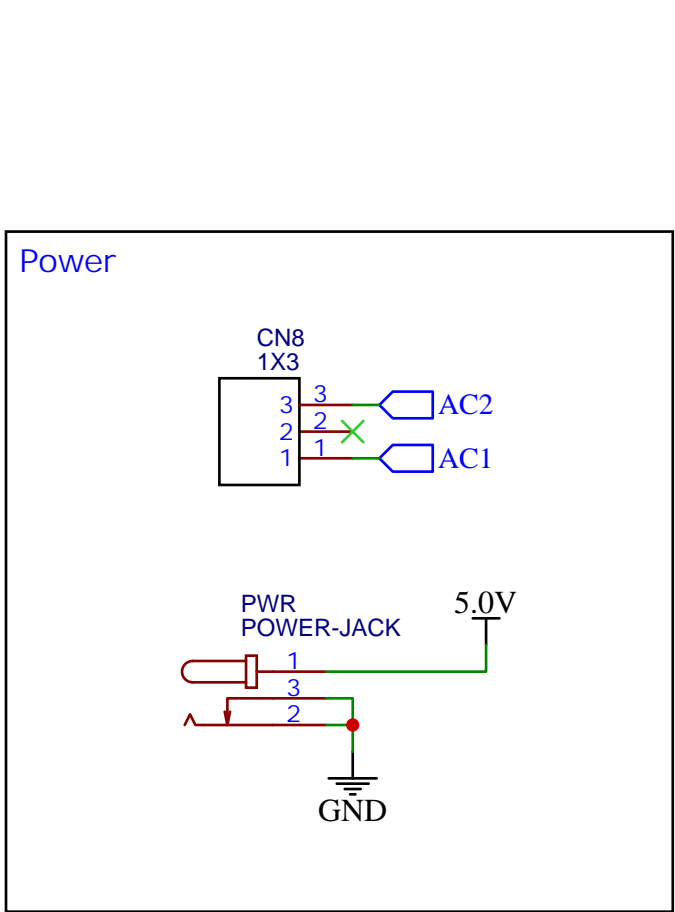 Power
CN8
1X3
3 3 AC2
2 2
1 1 AC1
PWR
POWER-JACK
5.0V
1
3
2
GND